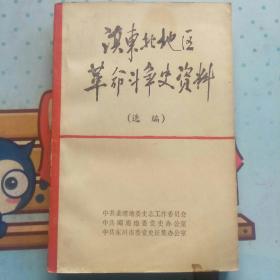 滇东北地区
革命斗争史资料
(选编)
中共曲靖地委史志工作委员会
中共昭通地委党史办公室
中共东川市委党史征集办公室